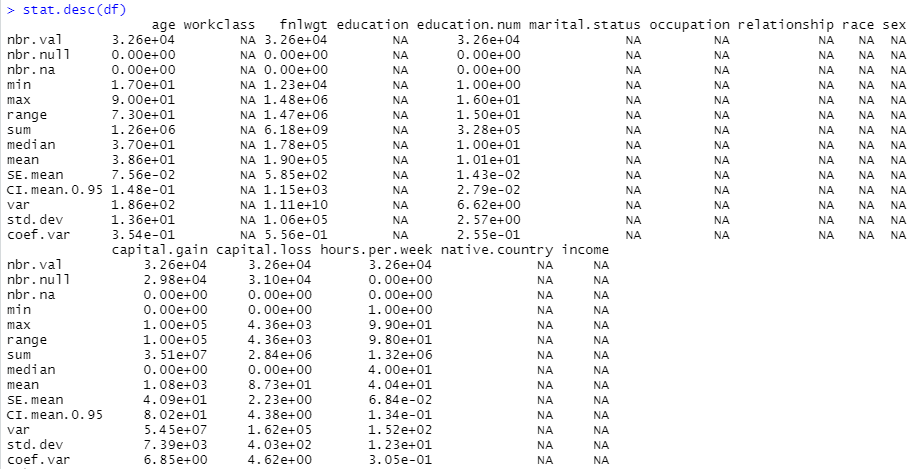 > stat.desc(df)
age workclass fnlwgt education education.num marital.status occupation relationship race sex
nbr.val 3.26e+04 NA 3.26e+04 NA 3.26e+04 NA NA NA NA NA
nbr.null 0.00e+00 NA 0.00e+00 NA 0.00e+00 NA NA NA NA NA
nbr.na 0.00e+00 NA 0.00e+00 NA 0.00e+00 NA NA NA NA NA
min 1.70e+01 NA 1.23e+04 NA 1.00e+00 NA NA NA NA NA
max 9.00e+01 NA 1.48e+06 NA 1.60e+01 NA NA NA NA NA
range 7.30e+01 NA 1.47e+06 NA 1.50e+01 NA NA NA NA NA
sum 1.26e+06 NA 6.18e+09 NA 3.28e+05 NA NA NA NA NA
median 3.70e+01 NA 1.78e+05 NA 1.00e+01 NA NA NA NA NA
mean 3.86e+01 NA 1.90e+05 NA 1.01e+01 NA NA NA NA NA
SE.mean 7.56e-02 NA 5.85e+02 NA 1.43e-02 NA NA NA NA NA
CI.mean.0.95 1.48e-01 NA 1.15e+03 NA 2.79e-02 NA NA NA NA NA
var 1.86e+02 NA 1.11e+10 NA 6.62e+00 NA NA NA NA NA
std.dev 1.36e+01 NA 1.06e+05 NA 2.57e+00 NA NA NA NA NA
coef.var 3.54e-01 NA 5.56e-01 NA 2.55e-01 NA NA NA NA NA
capital.gain capital.loss hours.per.week native.country income
nbr.val 3.26e+04 3.26e+04 3.26e+04 NA NA
nbr.null 2.98e+04 3.10e+04 0.00e+00 NA NA
nbr.na 0.00e+00 0.00e+00 0.00e+00 NA NA
min 0.00e+00 0.00e+00 1.00e+00 NA NA
max 1.00e+05 4.36e+03 9.90e+01 NA NA
range 1.00e+05 4.36e+03 9.80e+01 NA NA
sum 3.51e+07 2.84e+06 1.32e+06 NA NA
median 0.00e+00 0.00e+00 4.00e+01 NA NA
mean 1.08e+03 8.73e+01 4.04e+01 NA NA
SE.mean 4.09e+01 2.23e+00 6.84e-02 NA NA
CI.mean.0.95 8.02e+01 4.38e+00 1.34e-01 NA NA
var 5.45e+07 1.62e+05 1.52e+02 NA NA
std.dev 7.39e+03 4.03e+02 1.23e+01 NA NA
coef.var 6.85e+00 4.62e+00 3.05e-01 NA NA